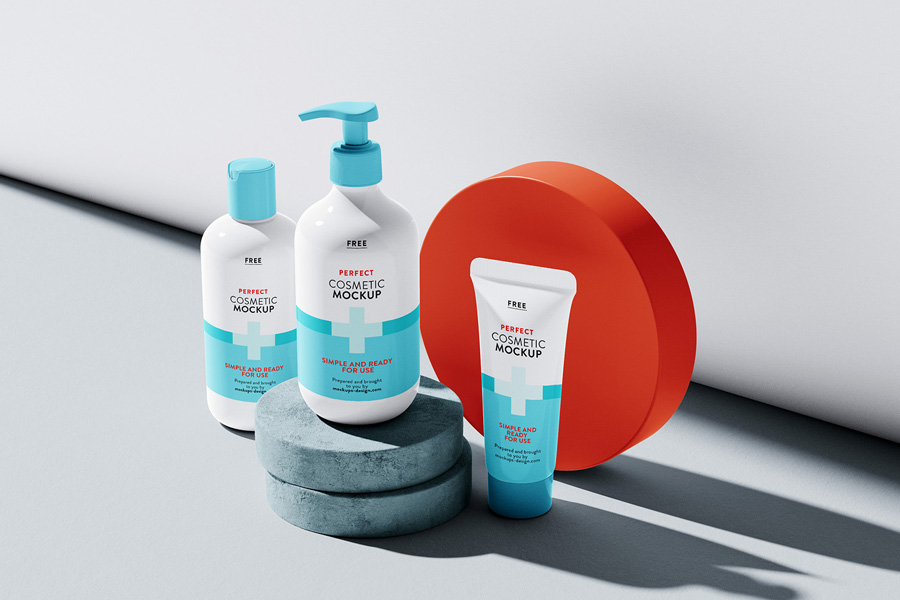 FREE
PERFECT
COSMETIC
MOCKUP
SIMPLE AND READY
FOR USE
Prepared and brought
to you by
mockups-design.com
FREE
PERFECT
COSMETIC
MOCKUP
SIMPLE AND READY
FOR USE
Prepared and brought
to you by
mockups-design.com
FREE
PERFECT
COSMETIC
MOCKUP
SIMPLE AND
READY
FOR USE
Prepared and brought
to you by
mockups-design.com